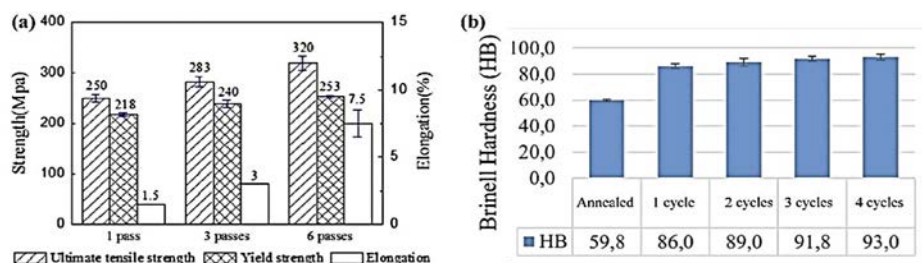 (a)
400
300
200
100
0
Strength(Mpa)
250
218
1.5
283
240
3
320
253
7.5
15
10
5
0
Elongation(%)
1 pass
3 passes
6 passes
Ultimate tensile strength
Yield strength
Elongation
(b)
Brinell Hardness (HB)
100,0
80,0
60,0
40,0
20,0
0,0
Annealed 1 cycle 2 cycles 3 cycles 4 cycles
HB 59,8 86,0 89,0 91,8 93,0